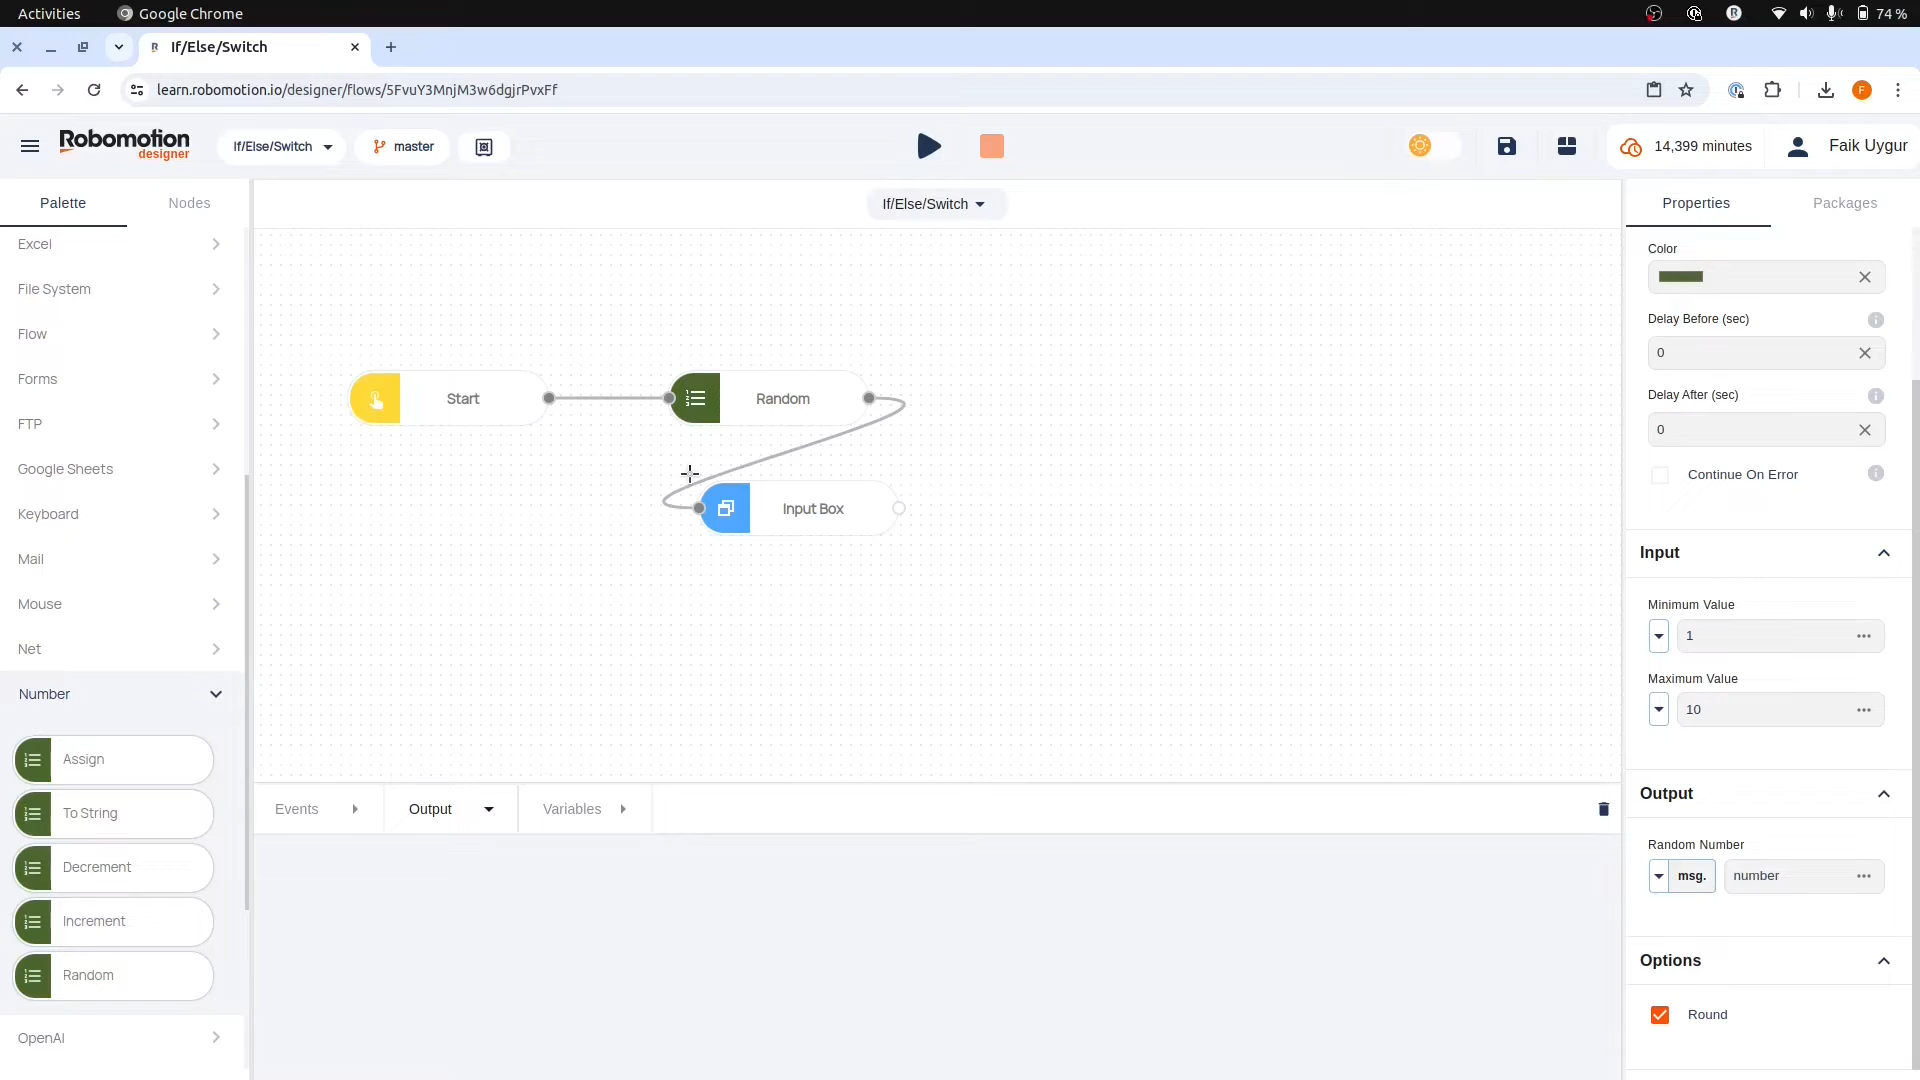 Activities
Google Chrome
74 %
If/Else/Switch
learn.robomotion.io/designer/flows/5FvuY3MnjM3w6dgjrPvxFf
F
Robomotion
designer
If/Else/Switch
master
14,399 minutes
Faik Uygur
Palette
Nodes
If/Else/Switch
Properties
Packages
Excel
File System
Flow
Forms
FTP
Google Sheets
Keyboard
Mail
Mouse
Net
Number
Assign
To String
Decrement
Increment
Random
OpenAI
Start
Random
Input Box
Events
Output
Variables
Color
Delay Before (sec)
0
Delay After (sec)
0
Continue On Error
Input
Minimum Value
1
Maximum Value
10
Output
Random Number
msg.
number
Options
Round